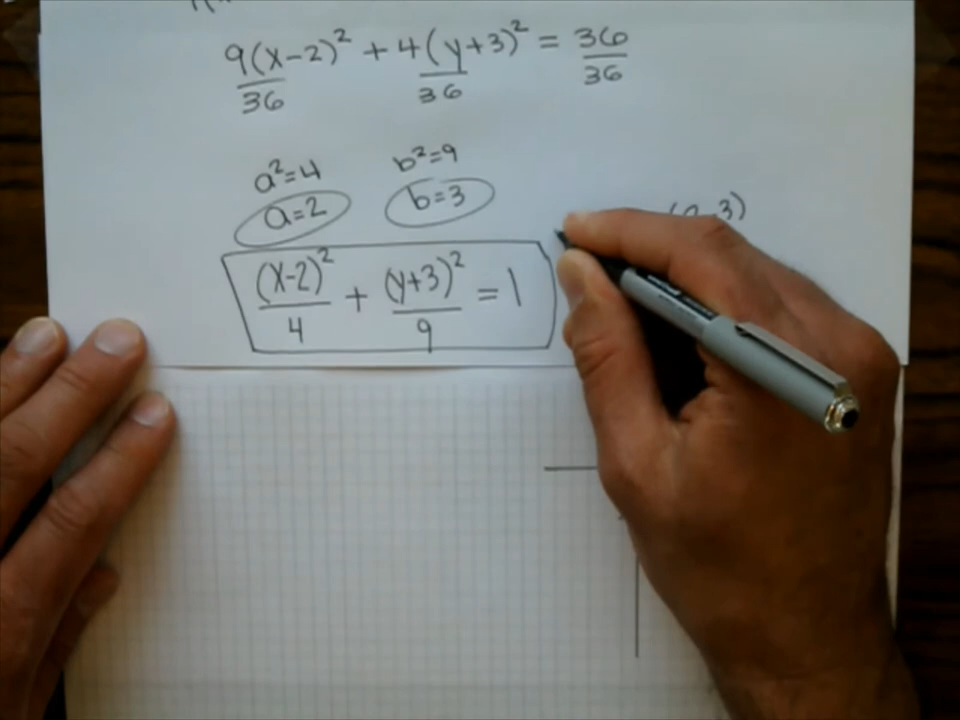 9(x-2)² + 4(y+3)² = 36
36 36 36
a²=4 b²=9
a=2 b=3
-3)
(x-2)² + (y+3)² = 1
4 9